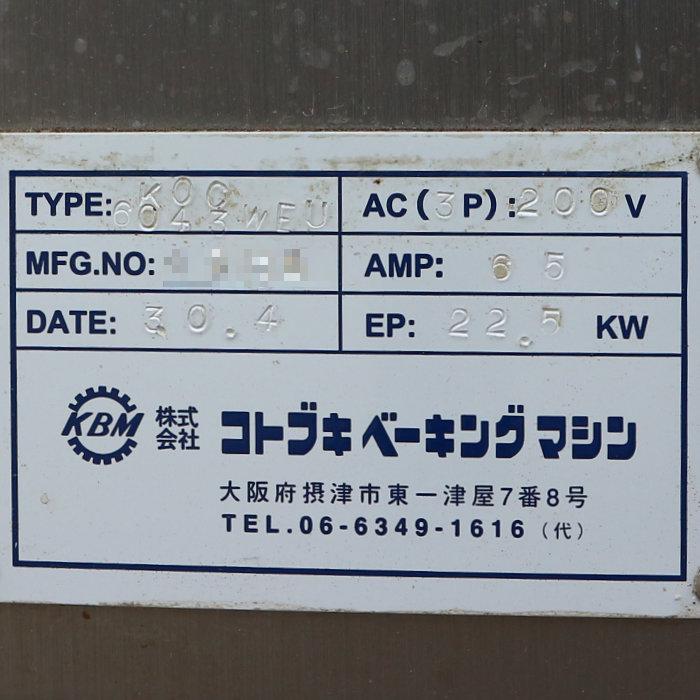 TYPE: KOC 6043WEU
AC(3P):200V
MFG.NO:
AMP: 65
DATE: 30.4
EP: 22.5 KW
KBM 株式会社 コトブキベーキングマシン
大阪府摂津市東一津屋7番8号
TEL.06-6349-1616（代）